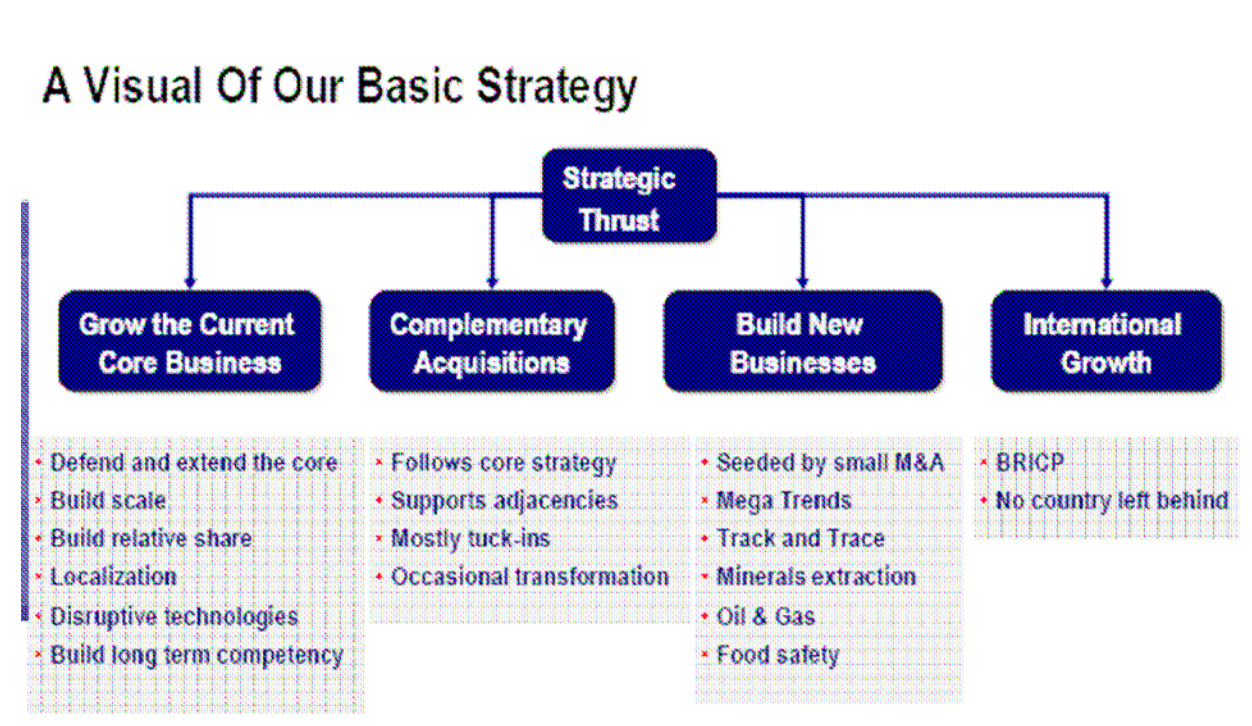 A Visual Of Our Basic Strategy
Strategic
Thrust
Grow the Current
Core Business
Complementary
Acquisitions
Build New
Businesses
International
Growth
Defend and extend the core
Build scale
Build relative share
Localization
Disruptive technologies
Build long term competency
Follows core strategy
Supports adjacencies
Mostly tuck-ins
Occasional transformation
Seeded by small M&A
Mega Trends
Track and Trace
Minerals extraction
Oil & Gas
Food safety
BRICP
No country left behind